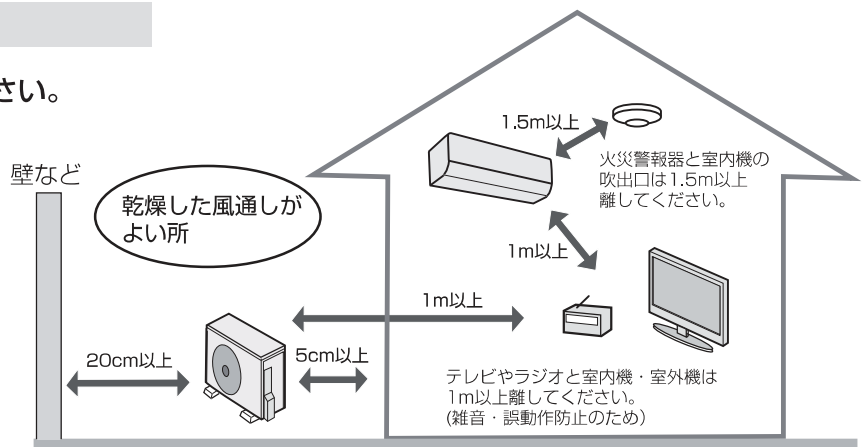 さい。
壁など
乾燥した風通しが
よい所
1.5m以上
火災警報器と室内機の
吹出口は1.5m以上
離してください。
1m以上
1m以上
20cm以上
5cm以上
テレビやラジオと室内機・室外機は
1m以上離してください。
(雑音・誤動作防止のため)